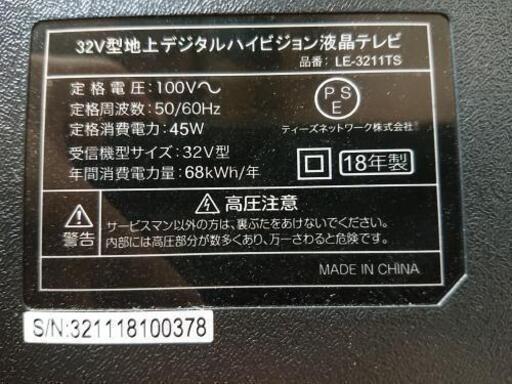 32V型地上デジタルハイビジョン液晶テレビ
品番: LE-3211TS
定格電圧:100V〜
定格周波数:50/60Hz
定格消費電力:45W
受信機型サイズ:32V型
年間消費電力量:68kWh/年
PSE
ティーズネットワーク株式会社
18年製
警告
高圧注意
サービスマン以外の方は、裏ぶたをあけないでください。
内部には高圧部分が数多くあり、万一さわると危険です。
MADE IN CHINA
S/N:321118100378